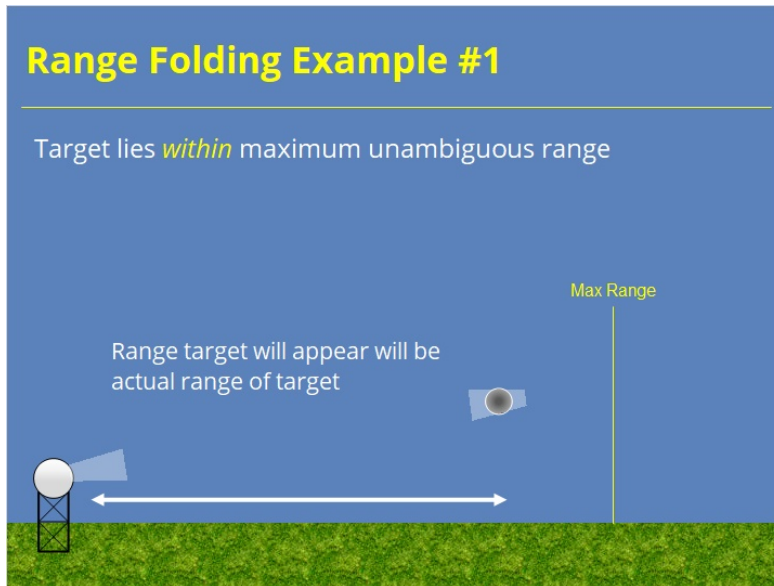 Range Folding Example #1
Target lies within maximum unambiguous range
Max Range
Range target will appear will be
actual range of target